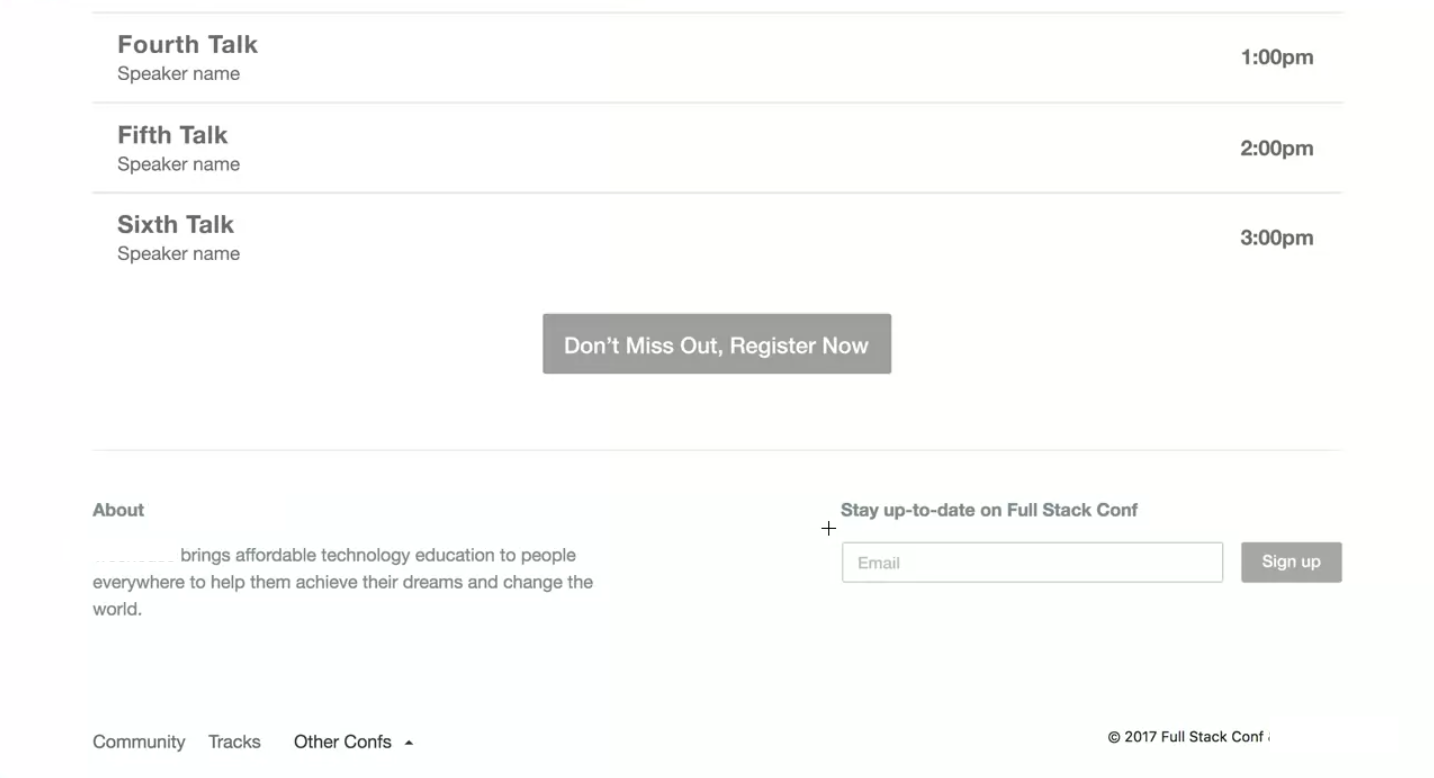 Fourth Talk
Speaker name
1:00pm
Fifth Talk
Speaker name
2:00pm
Sixth Talk
Speaker name
3:00pm
Don't Miss Out, Register Now
About
brings affordable technology education to people
everywhere to help them achieve their dreams and change the
world.
Stay up-to-date on Full Stack Conf
Email
Sign up
Community Tracks Other Confs
© 2017 Full Stack Conf